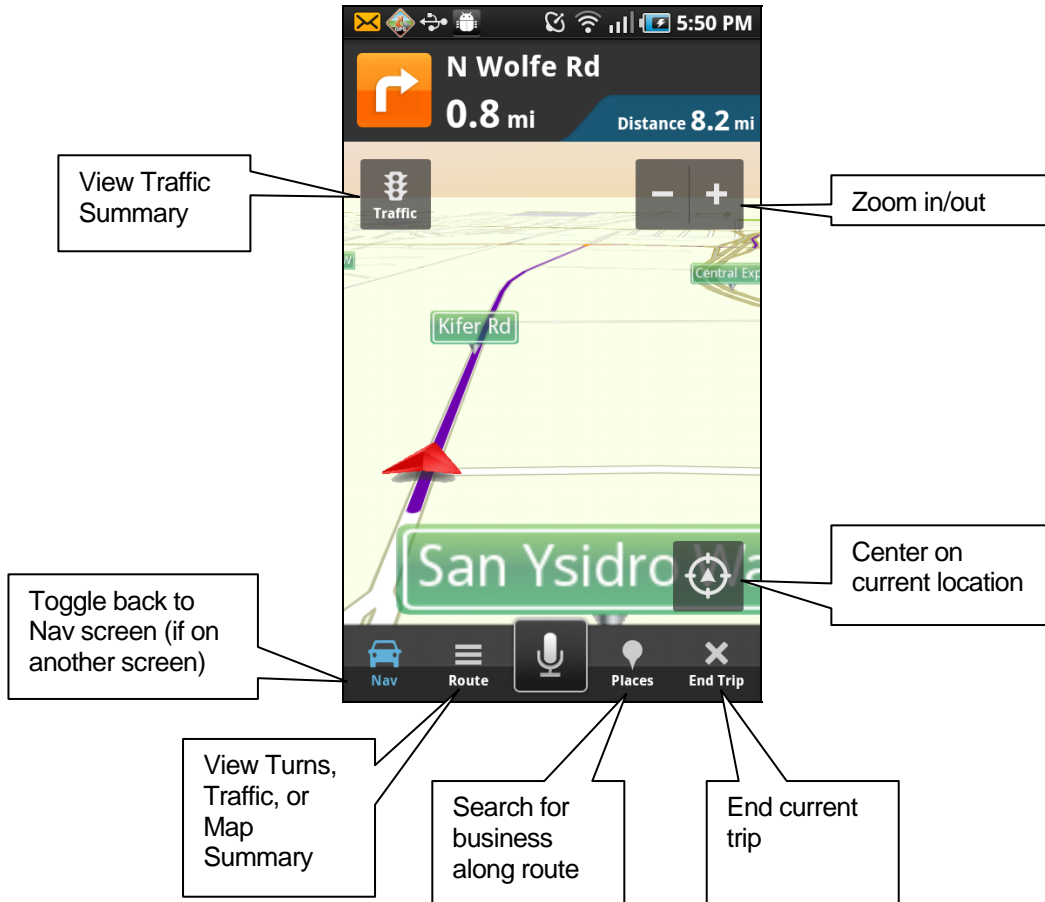 5:50 PM
GPS
N Wolfe Rd
0.8 mi
Distance 8.2 mi
View Traffic
Summary
Traffic
- +
Zoom in/out
Central Exp
Kifer Rd
San Ysidro Wa
Center on
current location
Toggle back to
Nav screen (if on
another screen)
Nav
Route
Places
End Trip
View Turns,
Traffic, or
Map
Summary
Search for
business
along route
End current
trip